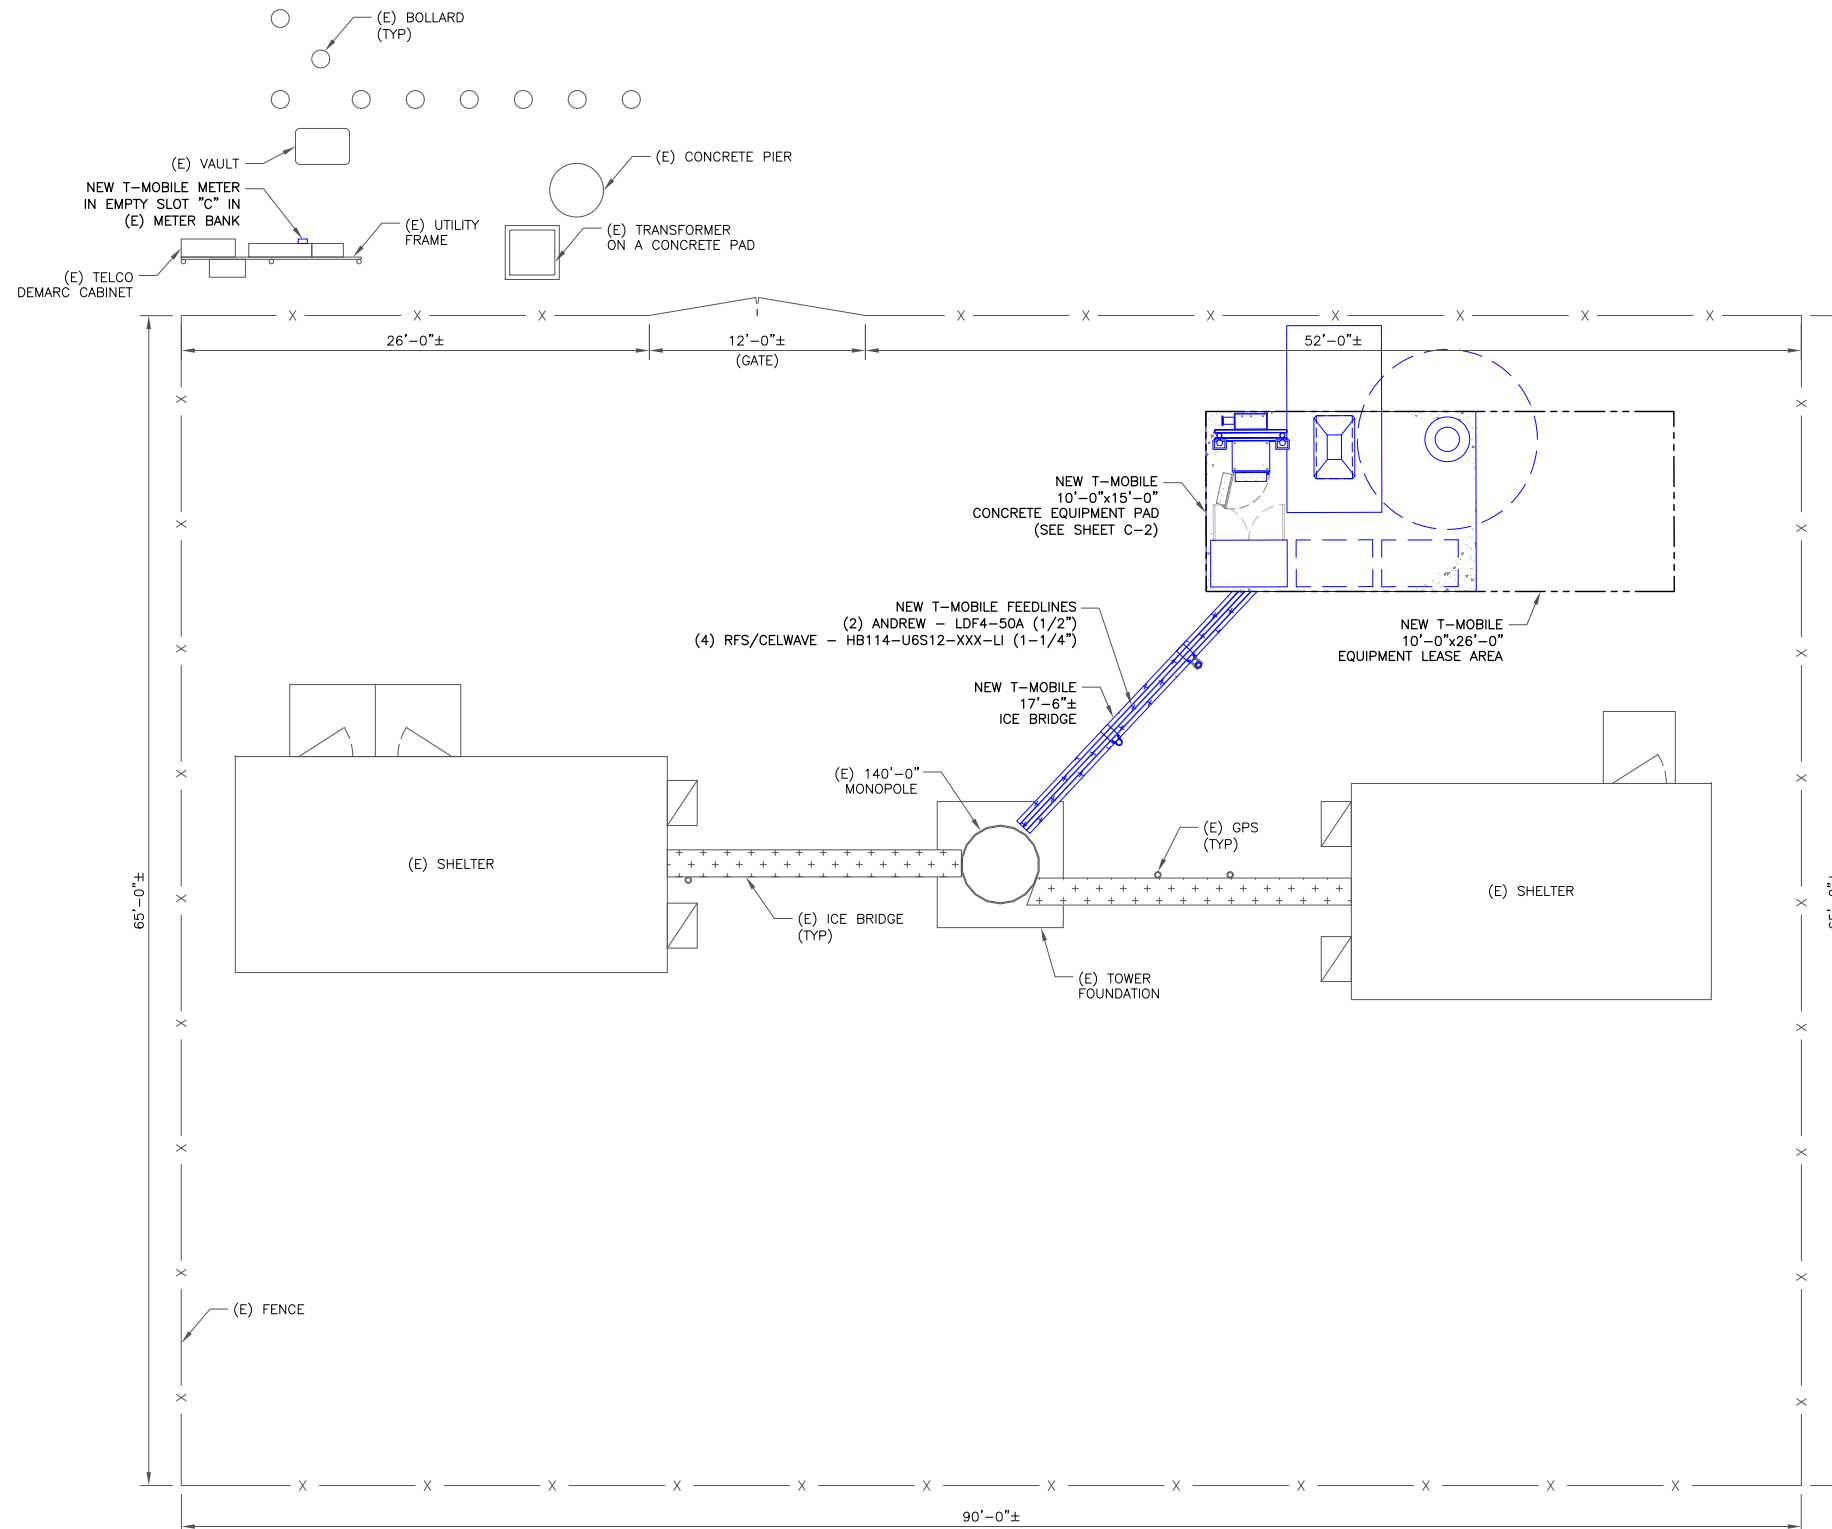 (E) BOLLARD
(TYP)
(E) VAULT
(E) CONCRETE PIER
NEW T-MOBILE METER
IN EMPTY SLOT "C" IN
(E) METER BANK
(E) UTILITY
FRAME
(E) TRANSFORMER
ON A CONCRETE PAD
(E) TELCO
DEMARC CABINET
26'-0"±
12'-0"±
(GATE)
52'-0"±
NEW T-MOBILE
10'-0"x15'-0"
CONCRETE EQUIPMENT PAD
(SEE SHEET C-2)
NEW T-MOBILE FEEDLINES
(2) ANDREW - LDF4-50A (1/2")
(4) RFS/CELWAVE - HB114-U6S12-XXX-LI (1-1/4")
NEW T-MOBILE
10'-0"x26'-0"
EQUIPMENT LEASE AREA
NEW T-MOBILE
17'-6"±
ICE BRIDGE
(E) 140'-0"
MONOPOLE
(E) GPS
(TYP)
(E) SHELTER
(E) SHELTER
65'-0"±
(E) ICE BRIDGE
(TYP)
(E) TOWER
FOUNDATION
(E) FENCE
90'-0"±